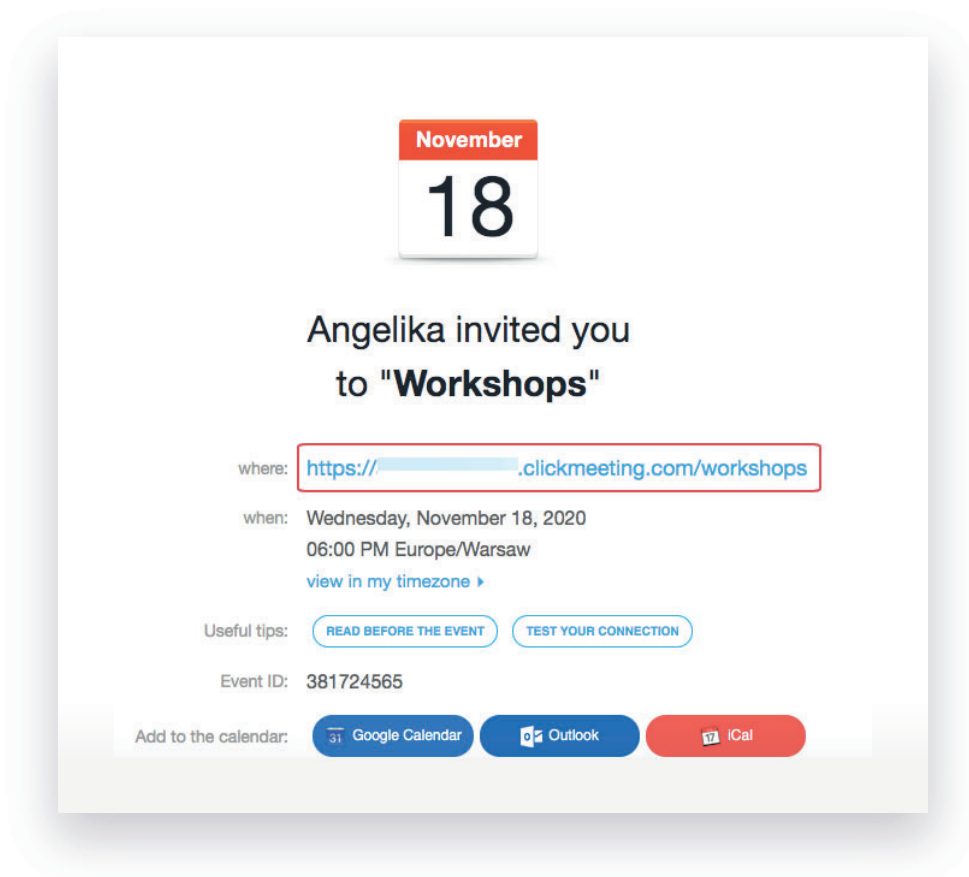 November
18
Angelika invited you
to "Workshops"
where: https:// .clickmeeting.com/workshops
when: Wednesday, November 18, 2020
06:00 PM Europe/Warsaw
view in my timezone
Useful tips: READ BEFORE THE EVENT TEST YOUR CONNECTION
Event ID: 381724565
Add to the calendar: 31 Google Calendar Outlook 17 iCal